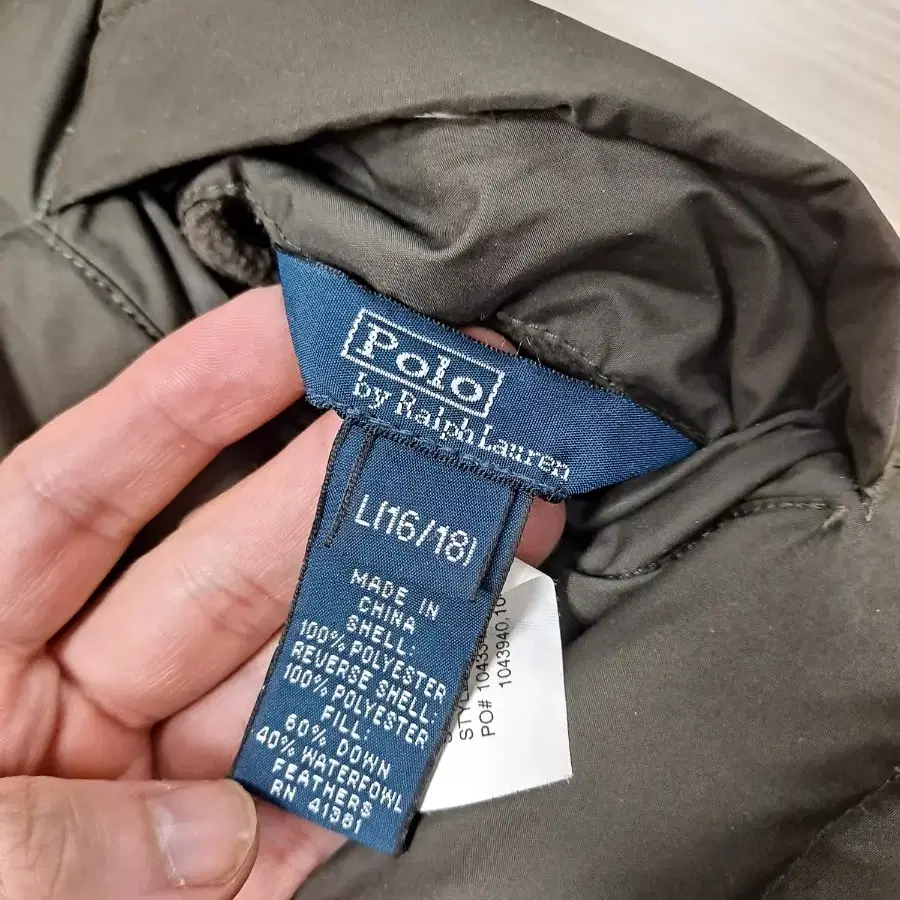 Polo
by Ralph Lauren
L(16/18)
MADE IN
CHINA
SHELL:
100% POLYESTER
REVERSE SHELL:
100% POLYESTER
FILL:
60% DOWN
40% WATERFOWL
FEATHERS
RN 41381
PO# 1043940,10
1043940